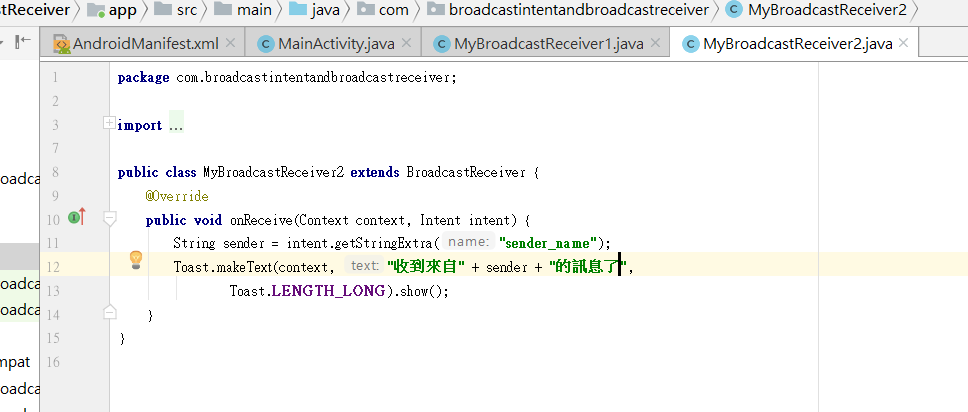 stReceiver app src main java com broadcastintentandbroadcastreceiver MyBroadcastReceiver2
AndroidManifest.xml MainActivity.java MyBroadcastReceiver1.java MyBroadcastReceiver2.java
1 package com.broadcastintentandbroadcastreceiver;
2
3 import ...
7
8 public class MyBroadcastReceiver2 extends BroadcastReceiver {
9 @Override
10 public void onReceive(Context context, Intent intent) {
11 String sender = intent.getStringExtra( name: "sender_name");
12 Toast.makeText(context, text: "收到來自" + sender + "的訊息了",
13 Toast.LENGTH_LONG).show();
14 }
15 }
16
oadca
oadca
oadca
mpat
oadca